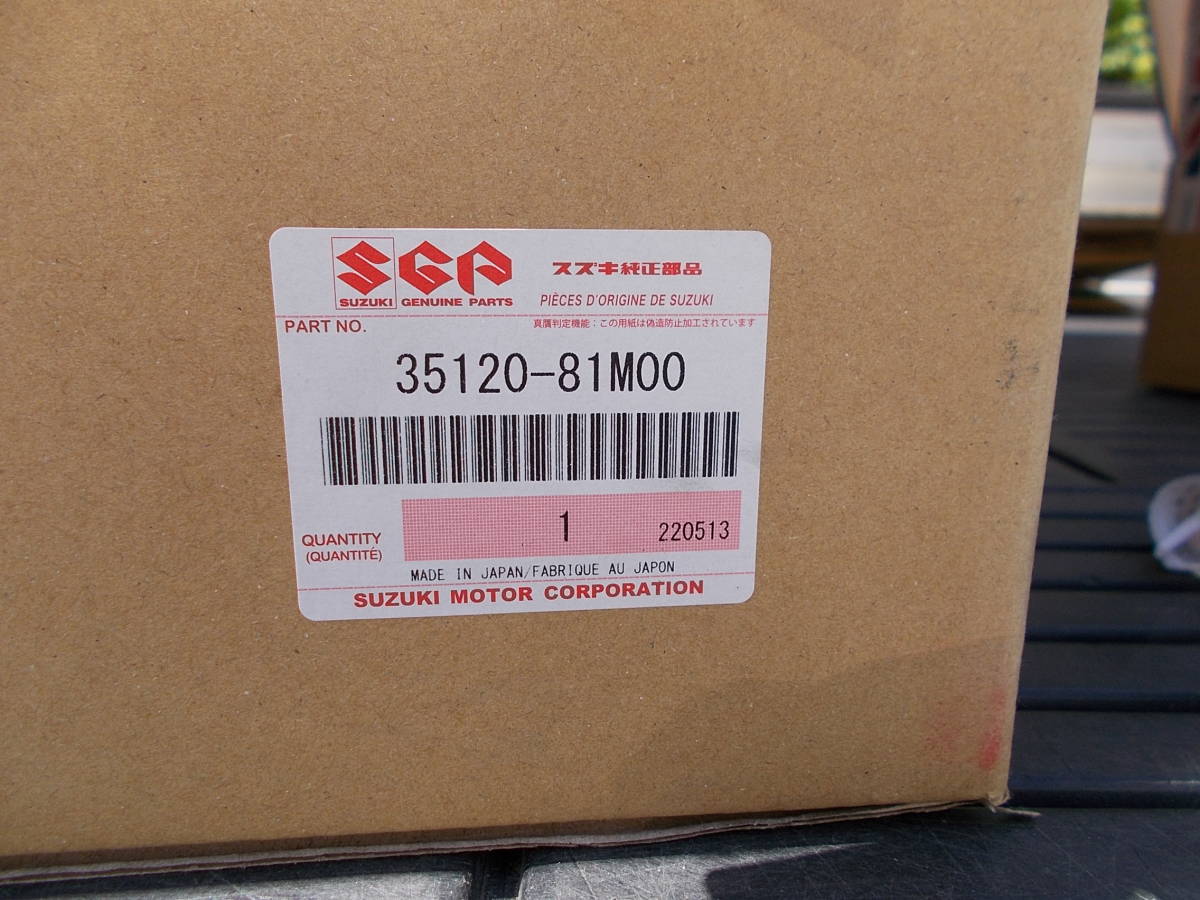 SGP
スズキ純正部品
SUZUKI GENUINE PARTS
PIÈCES D'ORIGINE DE SUZUKI
PART NO.
真贋判定機能:この用紙は偽造防止加工されています
35120-81M00
QUANTITY
(QUANTITÉ)
1 220513
MADE IN JAPAN/FABRIQUE AU JAPON
SUZUKI MOTOR CORPORATION